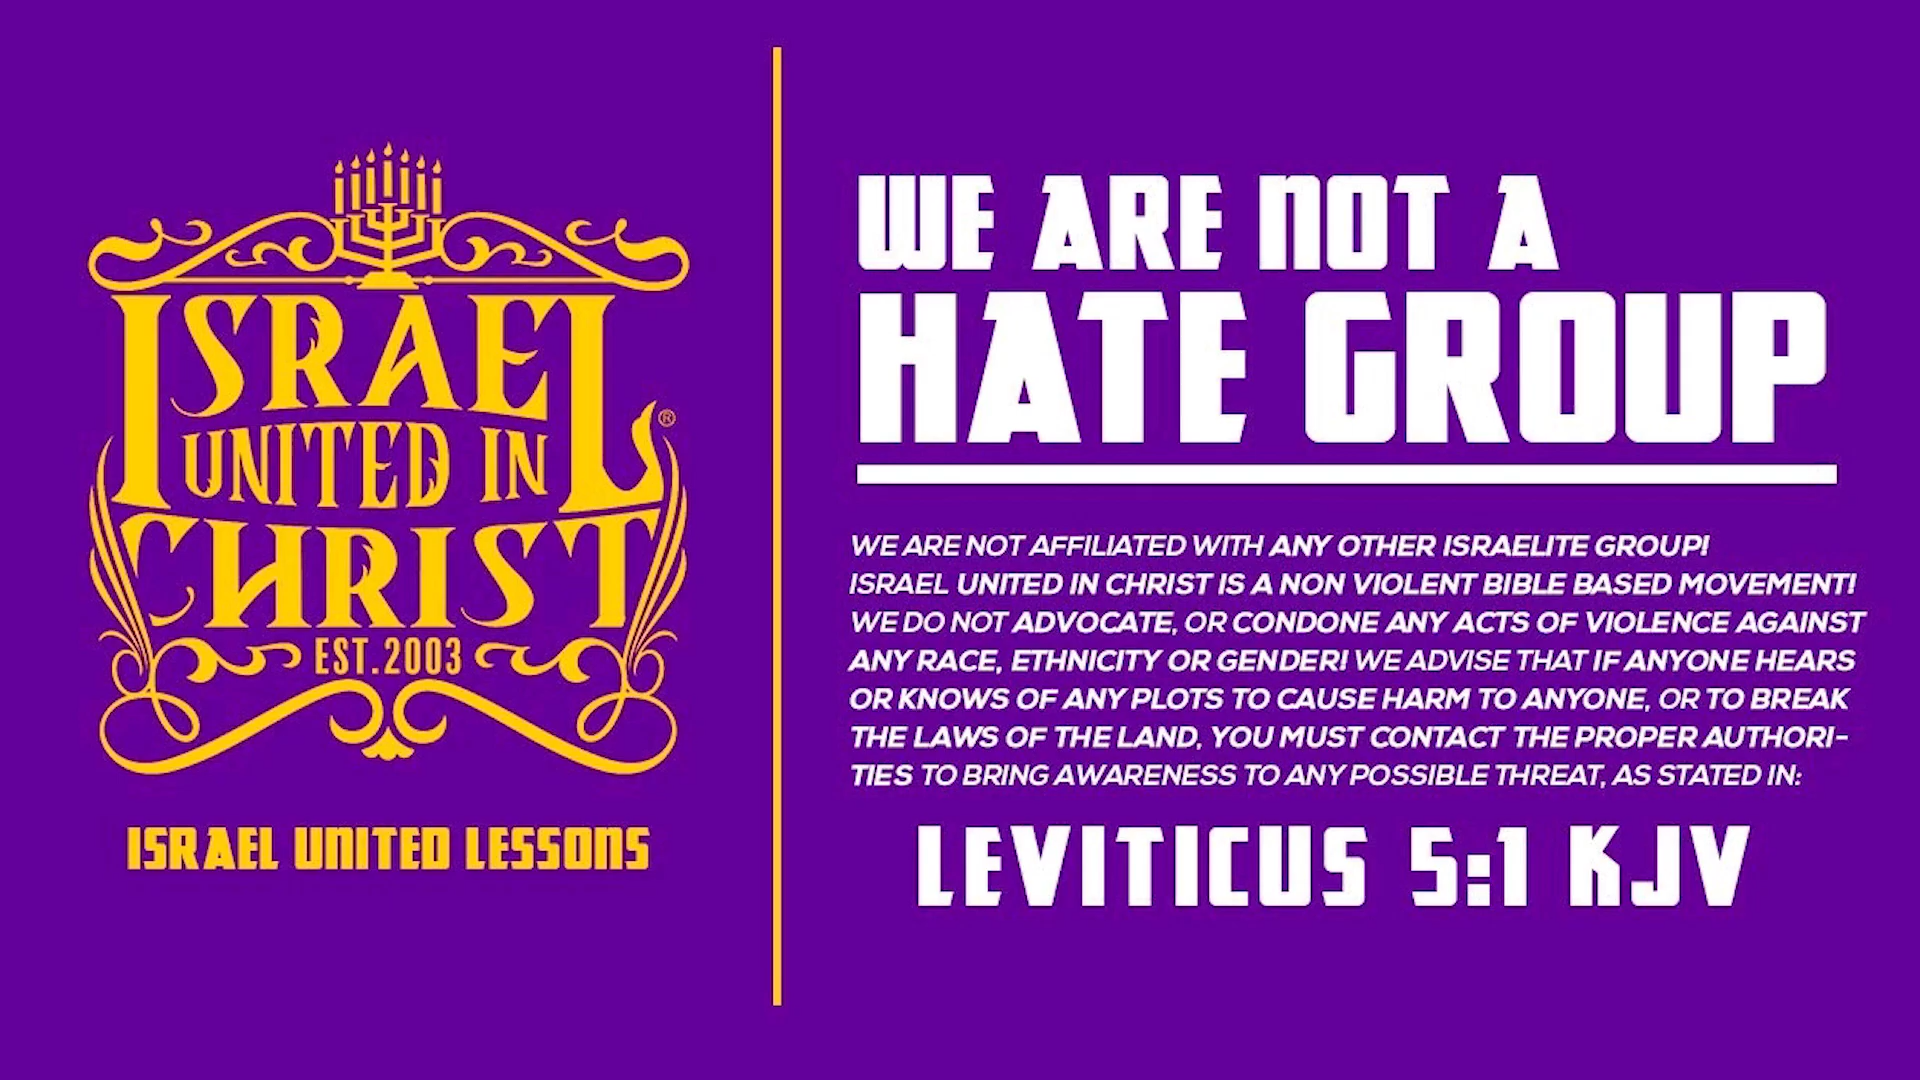 ISRAEL
UNITED IN
CHRIST
®
EST.2003
ISRAEL UNITED LESSONS
WE ARE NOT A
HATE GROUP
WE ARE NOT AFFILIATED WITH ANY OTHER ISRAELITE GROUP!
ISRAEL UNITED IN CHRIST IS A NON VIOLENT BIBLE BASED MOVEMENT!
WE DO NOT ADVOCATE, OR CONDONE ANY ACTS OF VIOLENCE AGAINST
ANY RACE, ETHNICITY OR GENDER! WE ADVISE THAT IF ANYONE HEARS
OR KNOWS OF ANY PLOTS TO CAUSE HARM TO ANYONE, OR TO BREAK
THE LAWS OF THE LAND, YOU MUST CONTACT THE PROPER AUTHORI-
TIES TO BRING AWARENESS TO ANY POSSIBLE THREAT, AS STATED IN:
LEVITICUS 5:1 KJV